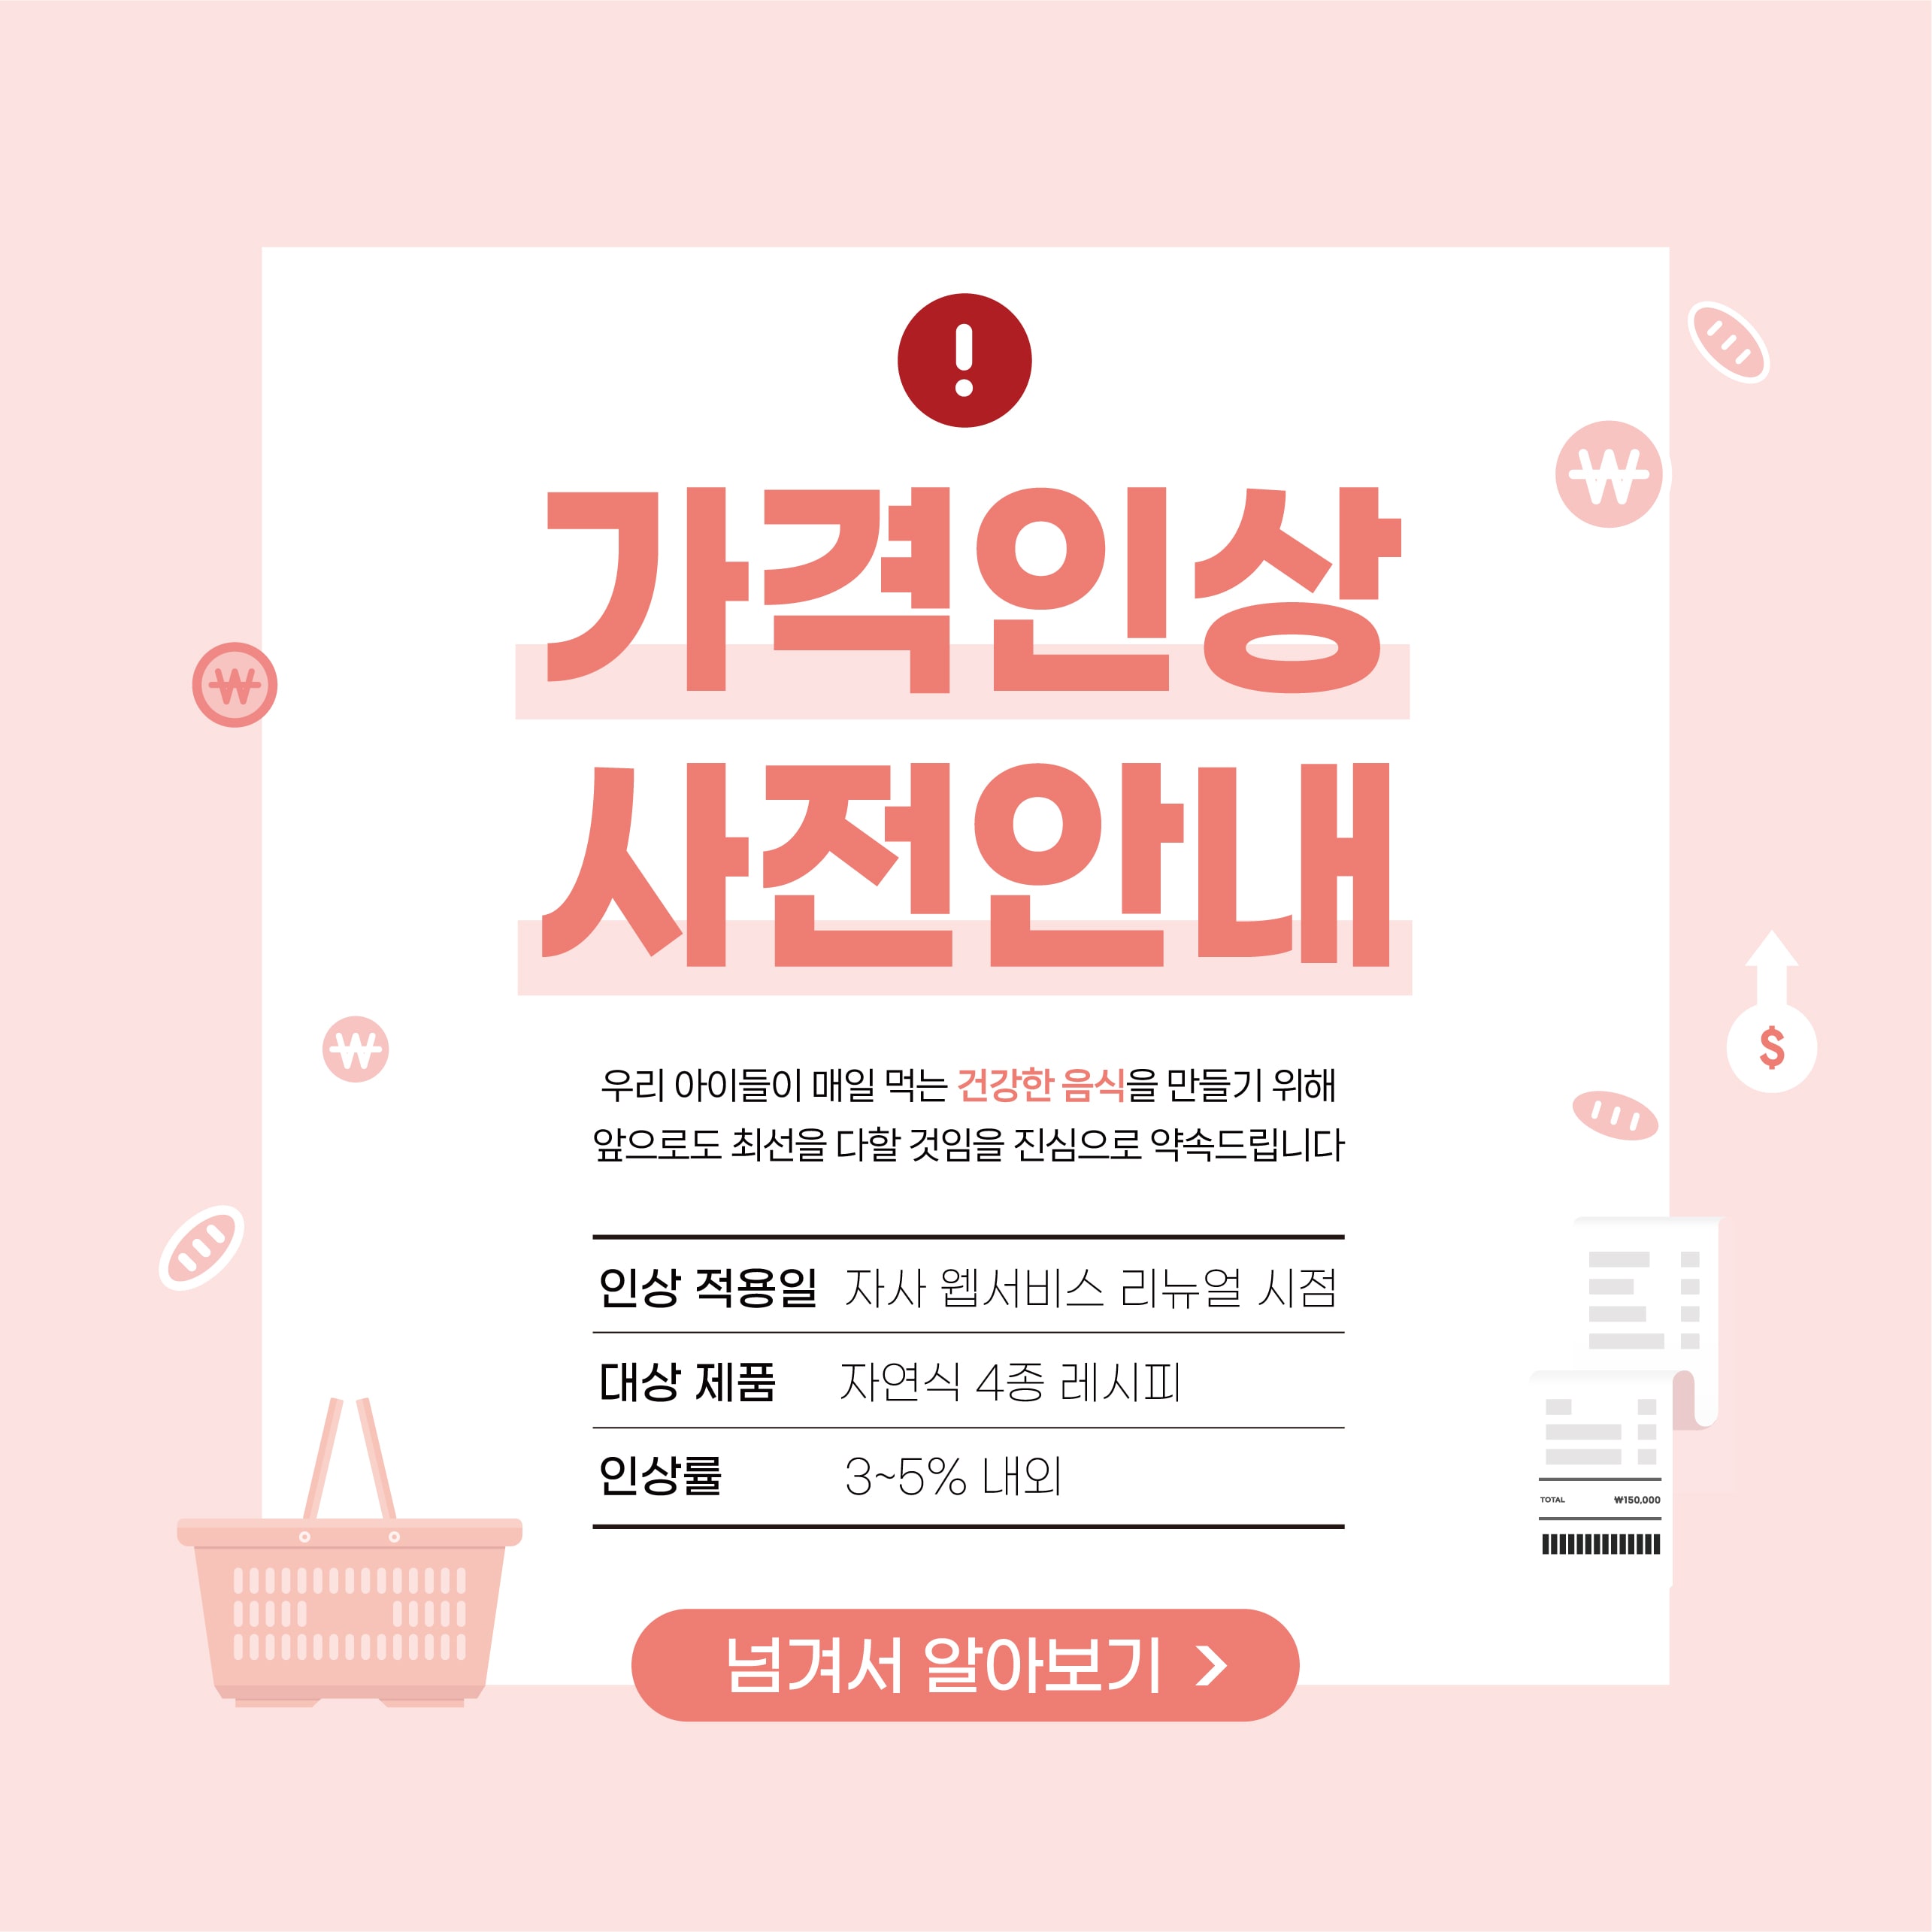 가격인상
사전안내
우리 아이들이 매일 먹는 건강한 음식을 만들기 위해
앞으로도 최선을 다할 것임을 진심으로 약속드립니다
인상 적용일 자사 웹서비스 리뉴얼 시점
대상 제품 자연식 4종 레시피
인상률 3~5% 내외
TOTAL ₩150,000
넘겨서 알아보기 >